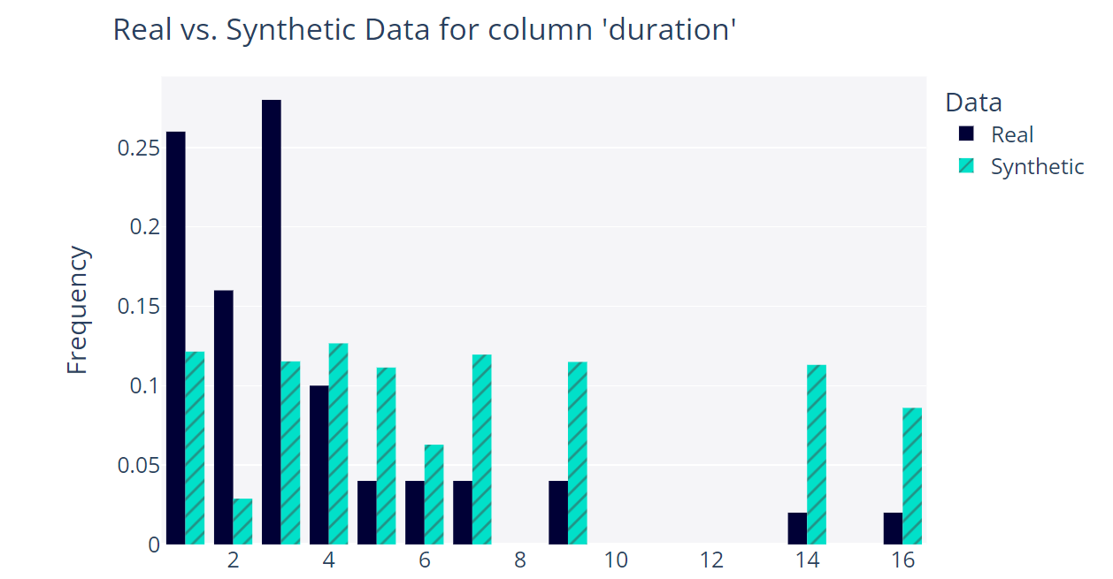 Real vs. Synthetic Data for column 'duration'
Data
Real
Synthetic
Frequency
0.25
0.2
0.15
0.1
0.05
0
2
4
6
8
10
12
14
16